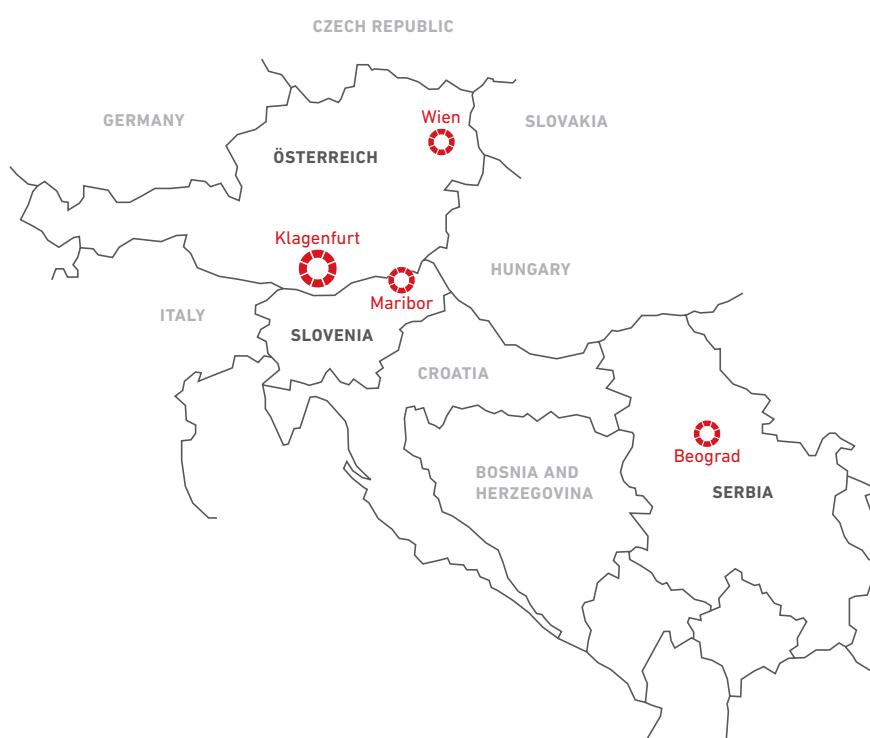 CZECH REPUBLIC
GERMANY
Wien
SLOVAKIA
ÖSTERREICH
Klagenfurt
HUNGARY
Maribor
ITALY
SLOVENIA
CROATIA
Beograd
BOSNIA AND
HERZEGOVINA
SERBIA